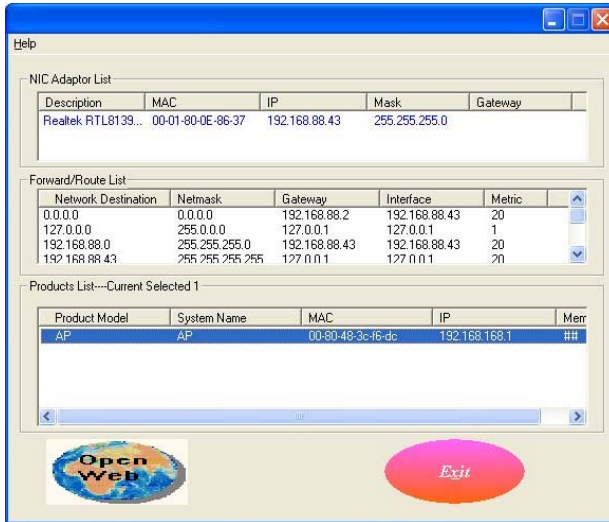 Help
NIC Adaptor List
Description MAC IP Mask Gateway
Realtek RTL8139... 00-01-80-0E-86-37 192.168.88.43 255.255.255.0
Forward/Route List
Network Destination Netmask Gateway Interface Metric
0.0.0.0 0.0.0.0 192.168.88.2 192.168.88.43 20
127.0.0.0 255.0.0.0 127.0.0.1 127.0.0.1 1
192.168.88.0 255.255.255.0 192.168.88.43 192.168.88.43 20
192.168.88.43 255.255.255.255 127.0.0.1 127.0.0.1 20
Products List----Current Selected 1
Product Model System Name MAC IP Mem
AP AP 00-80-48-3c-f6-dc 192.168.168.1 ##
Open
Web
Exit